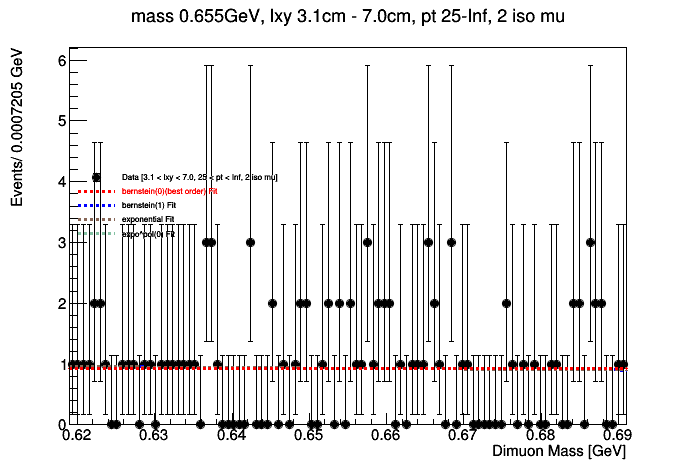 mass 0.655GeV, lxy 3.1cm - 7.0cm, pt 25-Inf, 2 iso mu
Events/ 0.0007205 GeV
6
5
4
3
2
1
0
Data [3.1 < lxy < 7.0, 25 < pt < Inf, 2 iso mu]
bernstein(0)(best order) Fit
bernstein(1) Fit
exponential Fit
expo*pol(0) Fit
0.62 0.63 0.64 0.65 0.66 0.67 0.68 0.69
Dimuon Mass [GeV]